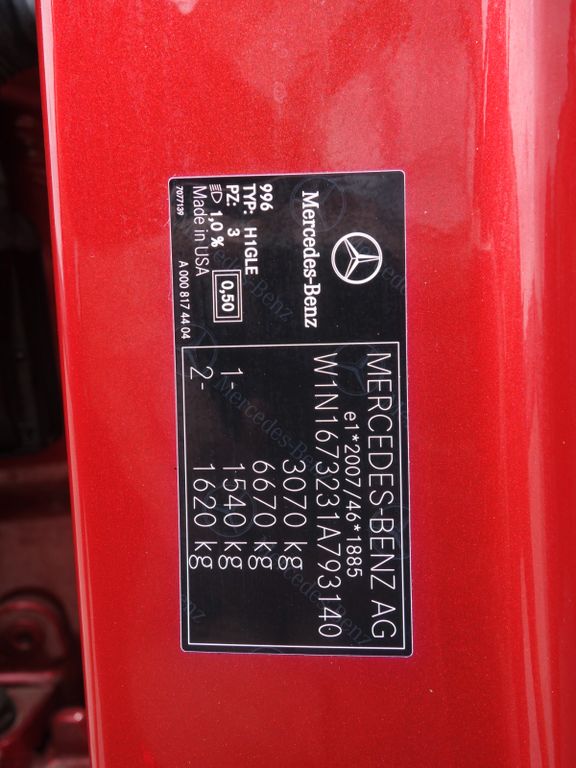 Mercedes-Benz
996
TYP: H1GLE
PZ: 3
1,0 %
0,50
Made in USA
7077139
A 000 817 44 04
MERCEDES-BENZ AG
e1*2007/46*1885
W1N1673231A793140
3070 kg
6670 kg
1- 1540 kg
2- 1620 kg